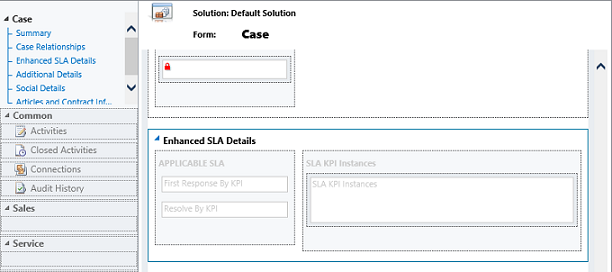 Case
Summary
Case Relationships
Enhanced SLA Details
Additional Details
Social Details
Articles and Contract Inf...
Common
Activities
Closed Activities
Connections
Audit History
Sales
Service
Solution: Default Solution
Form: Case
Enhanced SLA Details
APPLICABLE SLA
First Response By KPI
Resolve By KPI
SLA KPI Instances
SLA KPI Instances